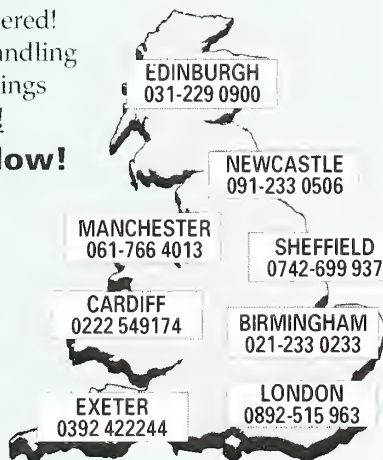 ered!
andling
ings
!
low!
EDINBURGH
031-229 0900
NEWCASTLE
091-233 0506
MANCHESTER
061-766 4013
SHEFFIELD
0742-699 937
CARDIFF
0222 549174
BIRMINGHAM
021-233 0233
EXETER
0392 422244
LONDON
0892-515 963